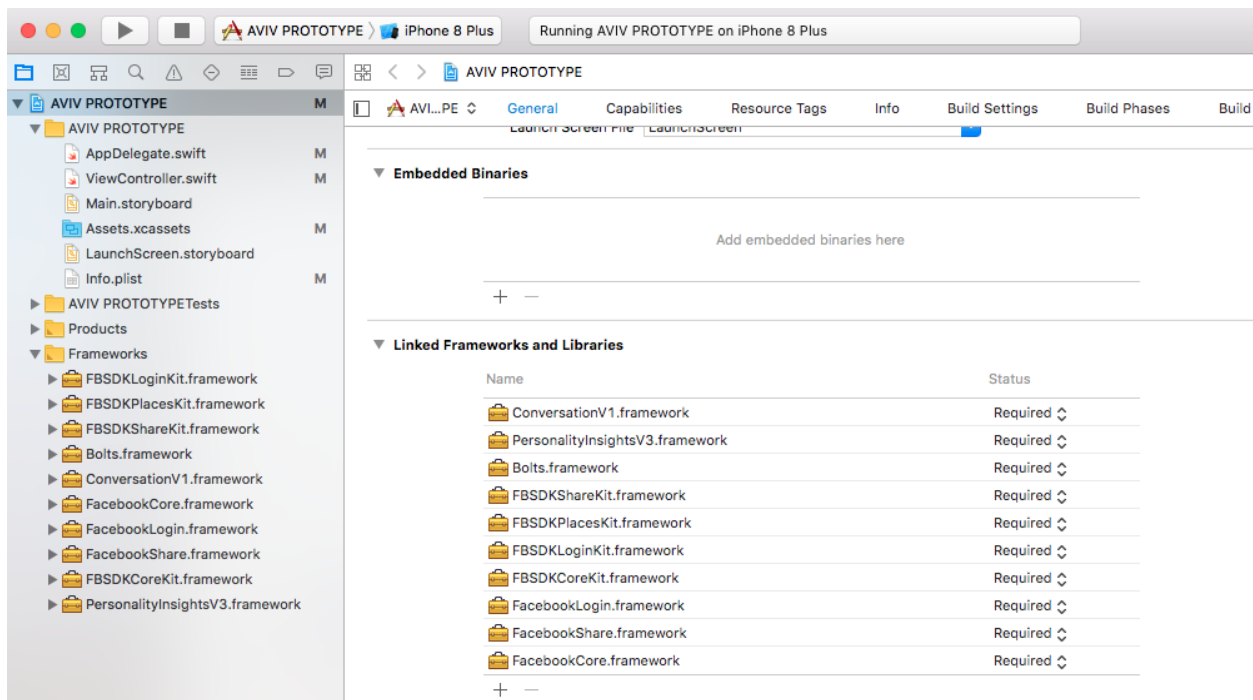 AVIV PROTOTYPE iPhone 8 Plus Running AVIV PROTOTYPE on iPhone 8 Plus
AVIV PROTOTYPE
AVIV PROTOTYPE M
AVIV PROTOTYPE
AppDelegate.swift M
ViewController.swift M
Main.storyboard
Assets.xcassets M
LaunchScreen.storyboard
Info.plist M
AVIV PROTOTYPETests
Products
Frameworks
FBSDKLoginKit.framework
FBSDKPlacesKit.framework
FBSDKShareKit.framework
Bolts.framework
ConversationV1.framework
FacebookCore.framework
FacebookLogin.framework
FacebookShare.framework
FBSDKCoreKit.framework
PersonalityInsightsV3.framework
AVI...PE General Capabilities Resource Tags Info Build Settings Build Phases Build
Launch Screen File LaunchScreen
Embedded Binaries
Add embedded binaries here
+ −
Linked Frameworks and Libraries
Name Status
ConversationV1.framework Required
PersonalityInsightsV3.framework Required
Bolts.framework Required
FBSDKShareKit.framework Required
FBSDKPlacesKit.framework Required
FBSDKLoginKit.framework Required
FBSDKCoreKit.framework Required
FacebookLogin.framework Required
FacebookShare.framework Required
FacebookCore.framework Required
+ −